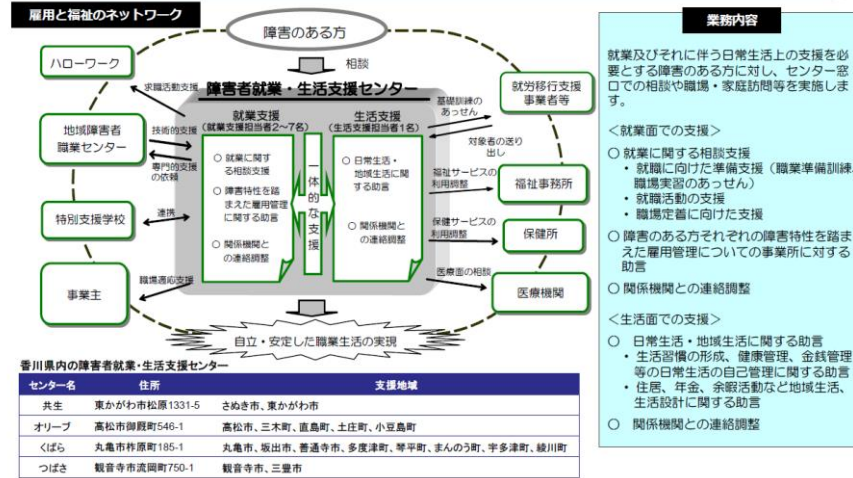 雇用と福祉のネットワーク
障害のある方
相談
ハローワーク
地域障害者
職業センター
特別支援学校
事業主
求職活動支援
技術的支援
専門的支援
の依頼
連携
職場適応支援
障害者就業・生活支援センター
就業支援
(就業支援担当者2~7名)
○ 就業に関す
る相談支援
○ 障害特性を踏
まえた雇用管理
に関する助言
○ 関係機関と
の連絡調整
一体的な支援
生活支援
(生活支援担当者1名)
○ 日常生活・
地域生活に関
する助言
○ 関係機関と
の連絡調整
基礎訓練の
あっせん
対象者の送り
出し
福祉サービスの
利用調整
保健サービスの
利用調整
医療面の相談
就労移行支援
事業者等
福祉事務所
保健所
医療機関
自立・安定した職業生活の実現
業務内容
就業及びそれに伴う日常生活上の支援を必
要とする障害のある方に対し、センター窓
口での相談や職場・家庭訪問等を実施しま
す。
<就業面での支援>
○ 就業に関する相談支援
・ 就職に向けた準備支援(職業準備訓練、
職場実習のあっせん)
・ 就職活動の支援
・ 職場定着に向けた支援
○ 障害のある方それぞれの障害特性を踏ま
えた雇用管理についての事業所に対する
助言
○ 関係機関との連絡調整
<生活面での支援>
○ 日常生活・地域生活に関する助言
・ 生活習慣の形成、健康管理、金銭管理
等の日常生活の自己管理に関する助言
・ 住居、年金、余暇活動など地域生活、
生活設計に関する助言
○ 関係機関との連絡調整
香川県内の障害者就業・生活支援センター
センター名 住所 支援地域
共生 東かがわ市松原1331-5 さぬき市、東かがわ市
オリーブ 高松市御厩町546-1 高松市、三木町、直島町、土庄町、小豆島町
くばら 丸亀市柞原町185-1 丸亀市、坂出市、善通寺市、多度津町、琴平町、まんのう町、宇多津町、綾川町
つばさ 観音寺市流岡町750-1 観音寺市、三豊市